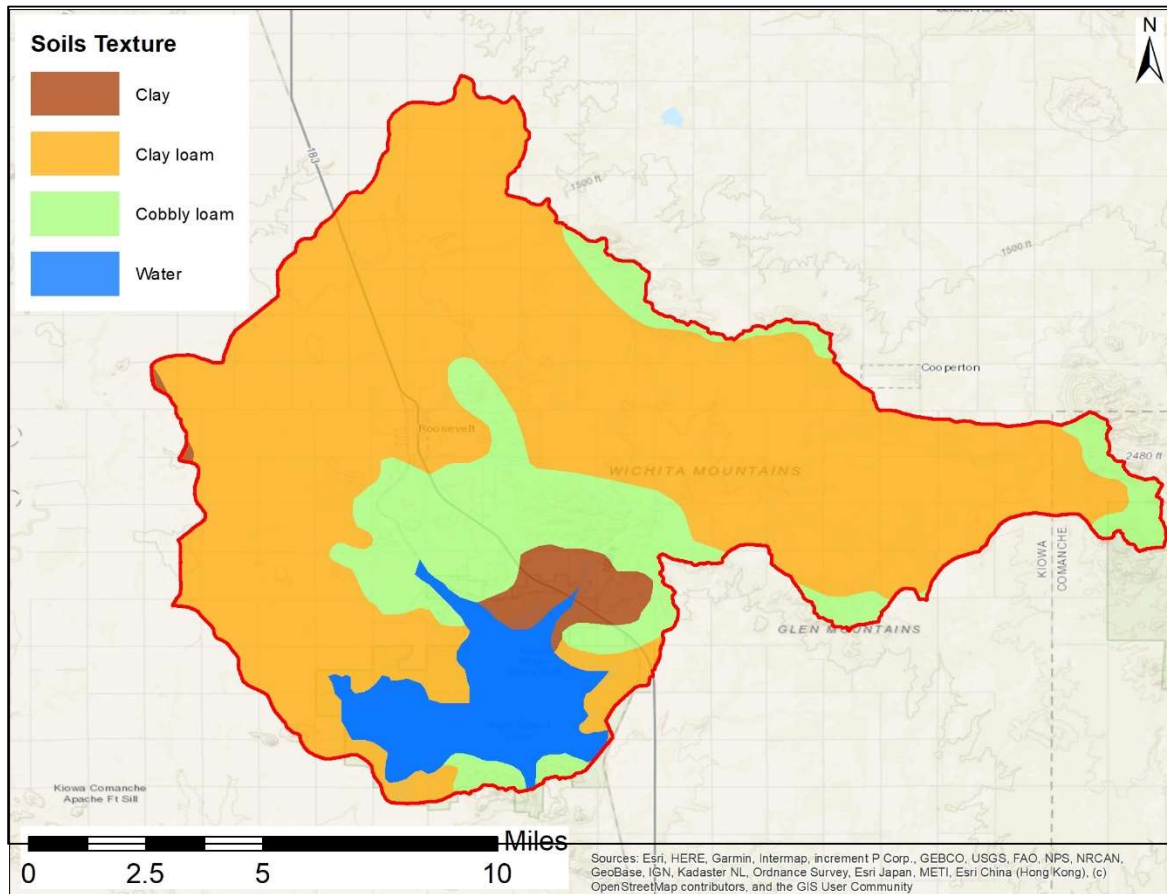 Soils Texture
Clay
Clay loam
Cobbly loam
Water
N
183
1500 ft
1500 ft
Cooperton
Roosevelt
2480 ft
WICHITA MOUNTAINS
KIOWA
COMANCHE
GLEN MOUNTAINS
Kiowa Comanche
Apache Ft Sill
Miles
0 2.5 5 10
Sources: Esri, HERE, Garmin, Intermap, increment P Corp., GEBCO, USGS, FAO, NPS, NRCAN,
GeoBase, IGN, Kadaster NL, Ordnance Survey, Esri Japan, METI, Esri China (Hong Kong), (c)
OpenStreetMap contributors, and the GIS User Community